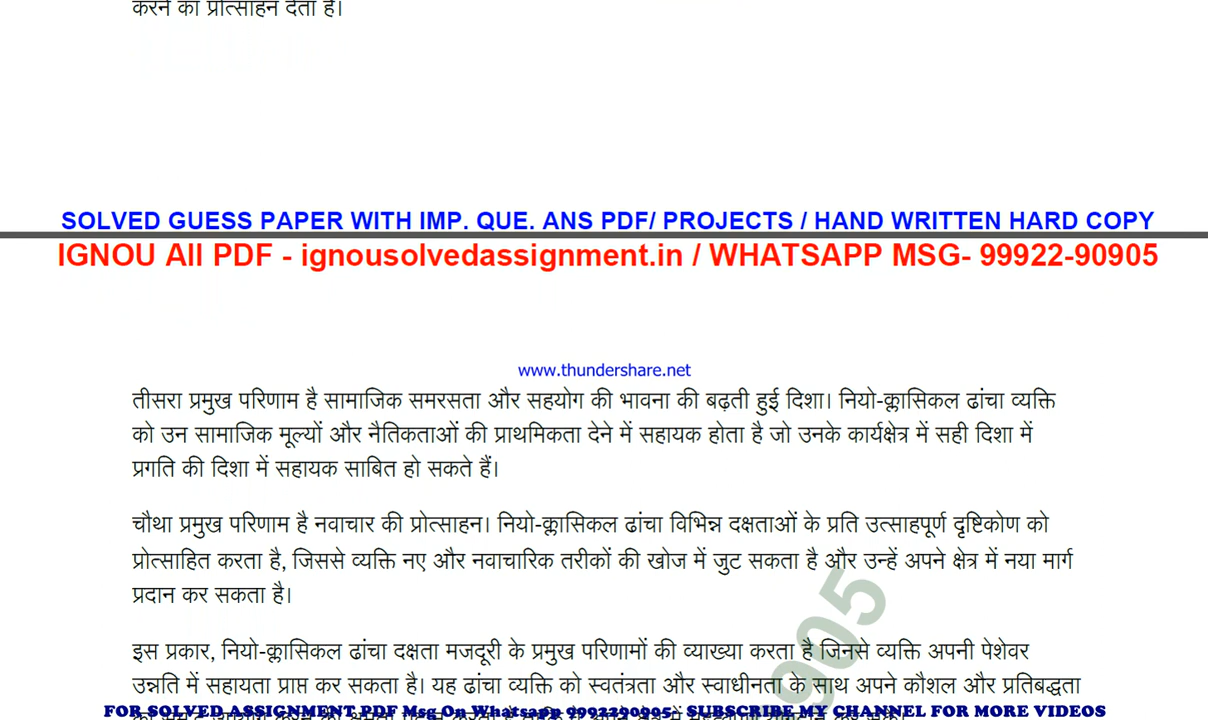 करने का प्रोत्साहन देता है।
SOLVED GUESS PAPER WITH IMP. QUE. ANS PDF/ PROJECTS / HAND WRITTEN HARD COPY
IGNOU All PDF - ignousolvedassignment.in / WHATSAPP MSG- 99922-90905
www.thundershare.net
तीसरा प्रमुख परिणाम है सामाजिक समरसता और सहयोग की भावना की बढ़ती हुई दिशा। नियो-क्लासिकल ढांचा व्यक्ति
को उन सामाजिक मूल्यों और नैतिकताओं की प्राथमिकता देने में सहायक होता है जो उनके कार्यक्षेत्र में सही दिशा में
प्रगति की दिशा में सहायक साबित हो सकते हैं।
चौथा प्रमुख परिणाम है नवाचार की प्रोत्साहन। नियो-क्लासिकल ढांचा विभिन्न दक्षताओं के प्रति उत्साहपूर्ण दृष्टिकोण को
प्रोत्साहित करता है, जिससे व्यक्ति नए और नवाचारिक तरीकों की खोज में जुट सकता है और उन्हें अपने क्षेत्र में नया मार्ग
प्रदान कर सकता है।
905
इस प्रकार, नियो-क्लासिकल ढांचा दक्षता मजदूरी के प्रमुख परिणामों की व्याख्या करता है जिनसे व्यक्ति अपनी पेशेवर
उन्नति में सहायता प्राप्त कर सकता है। यह ढांचा व्यक्ति को स्वतंत्रता और स्वाधीनता के साथ अपने कौशल और प्रतिबद्धता
FOR SOLVED ASSIGNMENT PDF Msg On Whatsapp 9992290905- SUBSCRIBE MY CHANNEL FOR MORE VIDEOS